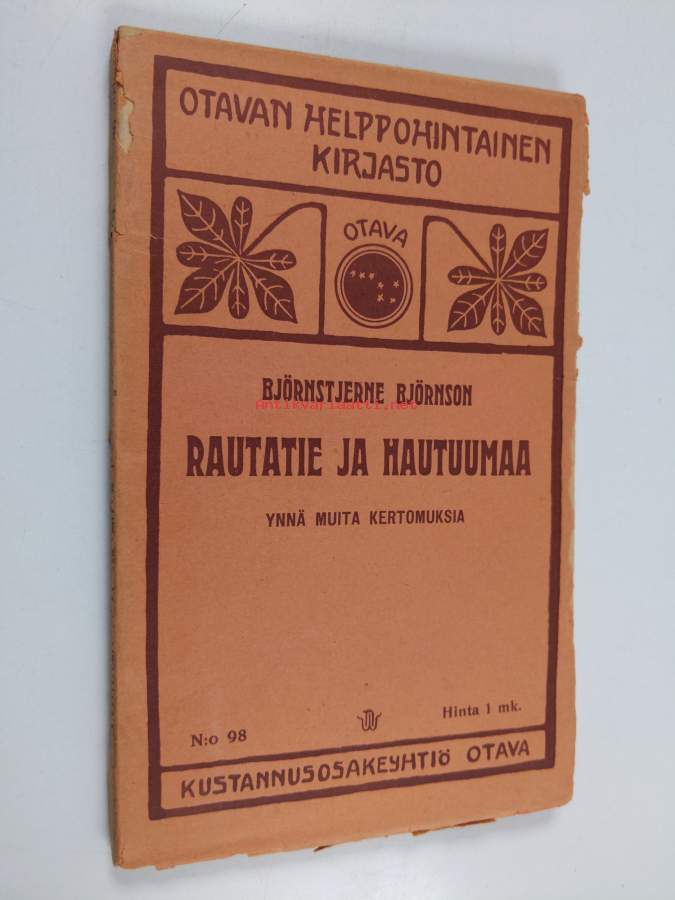 OTAVAN HELPPOHINTAINEN
KIRJASTO
OTAVA
BJÖRNSTJERNE BJÖRNSON
Antikvariaatti.net
RAUTATIE JA HAUTUUMAA
YNNÄ MUITA KERTOMUKSIA
N:o 98
Hinta 1 mk.
KUSTANNUSOSAKEYHTIÖ OTAVA